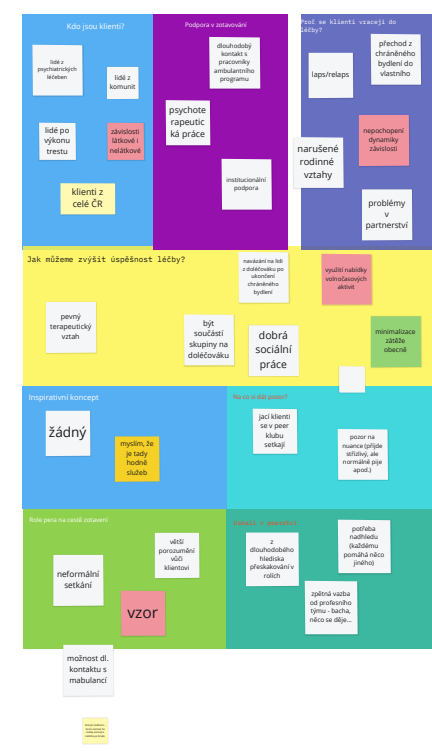 Kdo jsou klienti?
lidé z
psychiatrických
léčeben
lidé z
komunit
lidé po
výkonu
trestu
závislosti
látkové i
nelátkové
klienti z
celé ČR
Podpora v zotavování
dlouhodobý
kontakt s
pracovníky
ambulantního
programu
psychote
rapeutic
ká práce
institucionální
podpora
Proč se klienti vracejí do
léčby?
přechod z
chráněného
bydlení do
vlastního
laps/relaps
nepochopení
dynamiky
závislosti
narušené
rodinné
vztahy
problémy
v
partnerství
Jak můžeme zvýšit úspěšnost léčby?
navázání na lidi
z doléčováku po
ukončení
chráněného
bydlení
využití nabídky
volnočasových
aktivit
pevný
terapeutický
vztah
být
součástí
skupiny na
doléčováku
dobrá
sociální
práce
minimalizace
zátěže
obecně
Inspirativní koncept
žádný
myslím, že
je tady
hodně
služeb
Na co si dát pozor?
jací klienti
se v peer
klubu
setkají
pozor na
nuance (přijde
střízlivý, ale
normálně pije
apod.)
Role pera na cestě zotavení
větší
porozumění
vůči
klientovi
neformální
setkání
vzor
možnost dl.
kontaktu s
mabulancí
z
dlouhodobého
hlediska
přeskakování v
rolích
potřeba
nadhledu
(každému
pomáhá něco
jiného)
zpětná vazba
od profesního
týmu - bacha,
něco se děje...